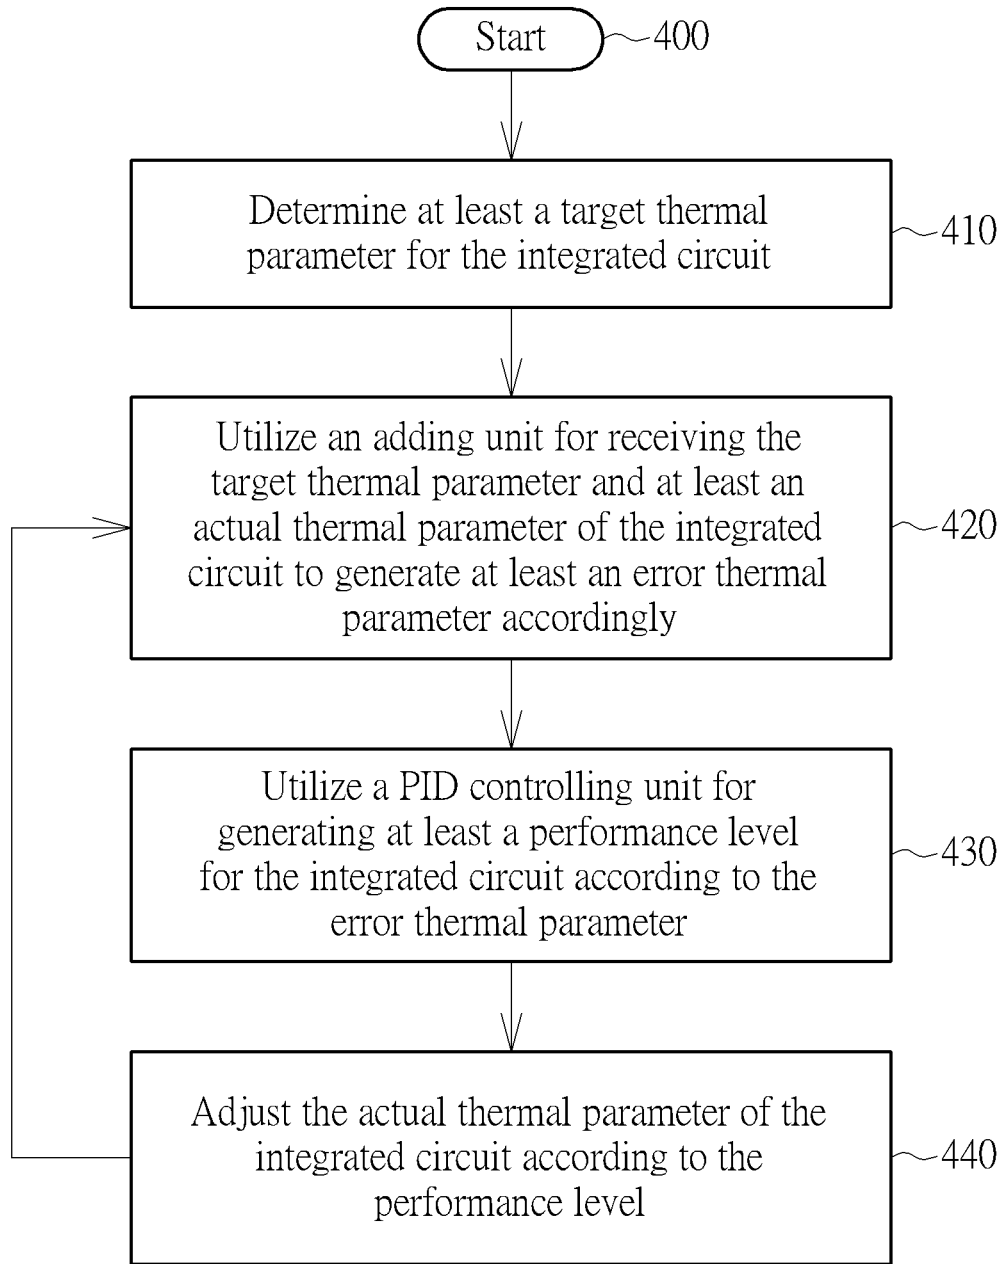 Start
400
Determine at least a target thermal
parameter for the integrated circuit
410
Utilize an adding unit for receiving the
target thermal parameter and at least an
actual thermal parameter of the integrated
circuit to generate at least an error thermal
parameter accordingly
420
Utilize a PID controlling unit for
generating at least a performance level
for the integrated circuit according to the
error thermal parameter
430
Adjust the actual thermal parameter of the
integrated circuit according to the
performance level
440